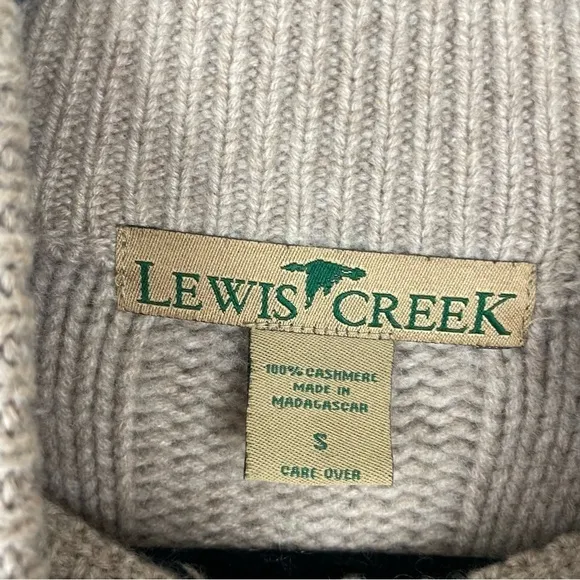 LEWIS CREEK
100% CASHMERE
MADE IN
MADAGASCAR
S
CARE OVER